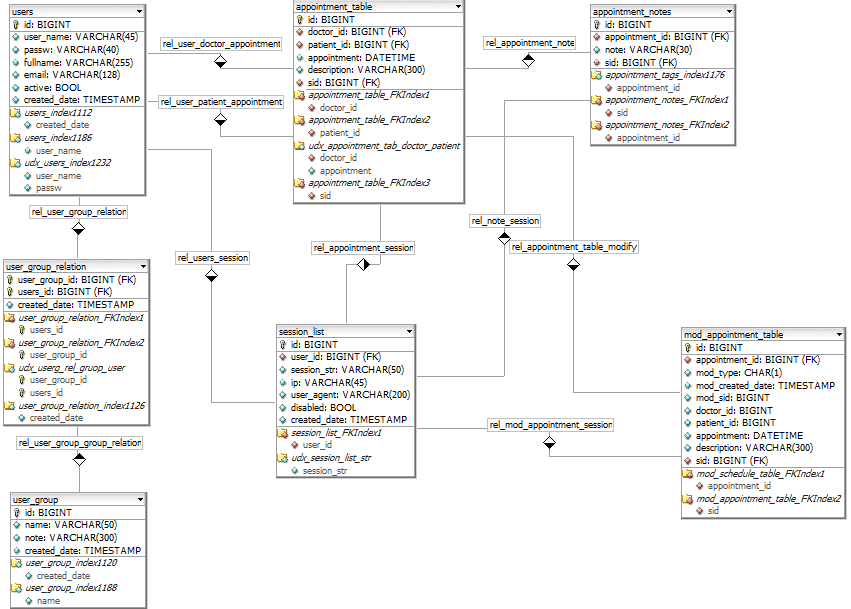 users
id: BIGINT
user_name: VARCHAR(45)
passw: VARCHAR(40)
fullname: VARCHAR(255)
email: VARCHAR(128)
active: BOOL
created_date: TIMESTAMP
users_index1112
created_date
users_index1186
user_name
udx_users_index1232
user_name
passw
rel_user_doctor_appointment
rel_user_patient_appointment
appointment_table
id: BIGINT
doctor_id: BIGINT (FK)
patient_id: BIGINT (FK)
appointment: DATETIME
description: VARCHAR(300)
sid: BIGINT (FK)
appointment_table_FKIndex1
doctor_id
appointment_table_FKIndex2
patient_id
udx_appointment_tab_doctor_patient
doctor_id
appointment
appointment_table_FKIndex3
sid
rel_appointment_note
appointment_notes
id: BIGINT
appointment_id: BIGINT (FK)
note: VARCHAR(30)
sid: BIGINT (FK)
appointment_tags_index1176
appointment_id
appointment_notes_FKIndex1
sid
appointment_notes_FKIndex2
appointment_id
rel_user_group_relation
rel_users_session
rel_appointment_session
rel_note_session
rel_appointment_table_modify
user_group_relation
user_group_id: BIGINT (FK)
users_id: BIGINT (FK)
created_date: TIMESTAMP
user_group_relation_FKIndex1
users_id
user_group_relation_FKIndex2
user_group_id
udx_userg_rel_gruop_user
user_group_id
users_id
user_group_relation_index1126
created_date
session_list
id: BIGINT
user_id: BIGINT (FK)
session_str: VARCHAR(50)
ip: VARCHAR(45)
user_agent: VARCHAR(200)
disabled: BOOL
created_date: TIMESTAMP
session_list_FKIndex1
user_id
udx_session_list_str
session_str
mod_appointment_table
id: BIGINT
appointment_id: BIGINT (FK)
mod_type: CHAR(1)
mod_created_date: TIMESTAMP
mod_sid: BIGINT
doctor_id: BIGINT
patient_id: BIGINT
appointment: DATETIME
description: VARCHAR(300)
sid: BIGINT (FK)
mod_schedule_table_FKIndex1
appointment_id
mod_appointment_table_FKIndex2
sid
rel_mod_appointment_session
rel_user_group_group_relation
user_group
id: BIGINT
name: VARCHAR(50)
note: VARCHAR(300)
created_date: TIMESTAMP
user_group_index1120
created_date
user_group_index1188
name